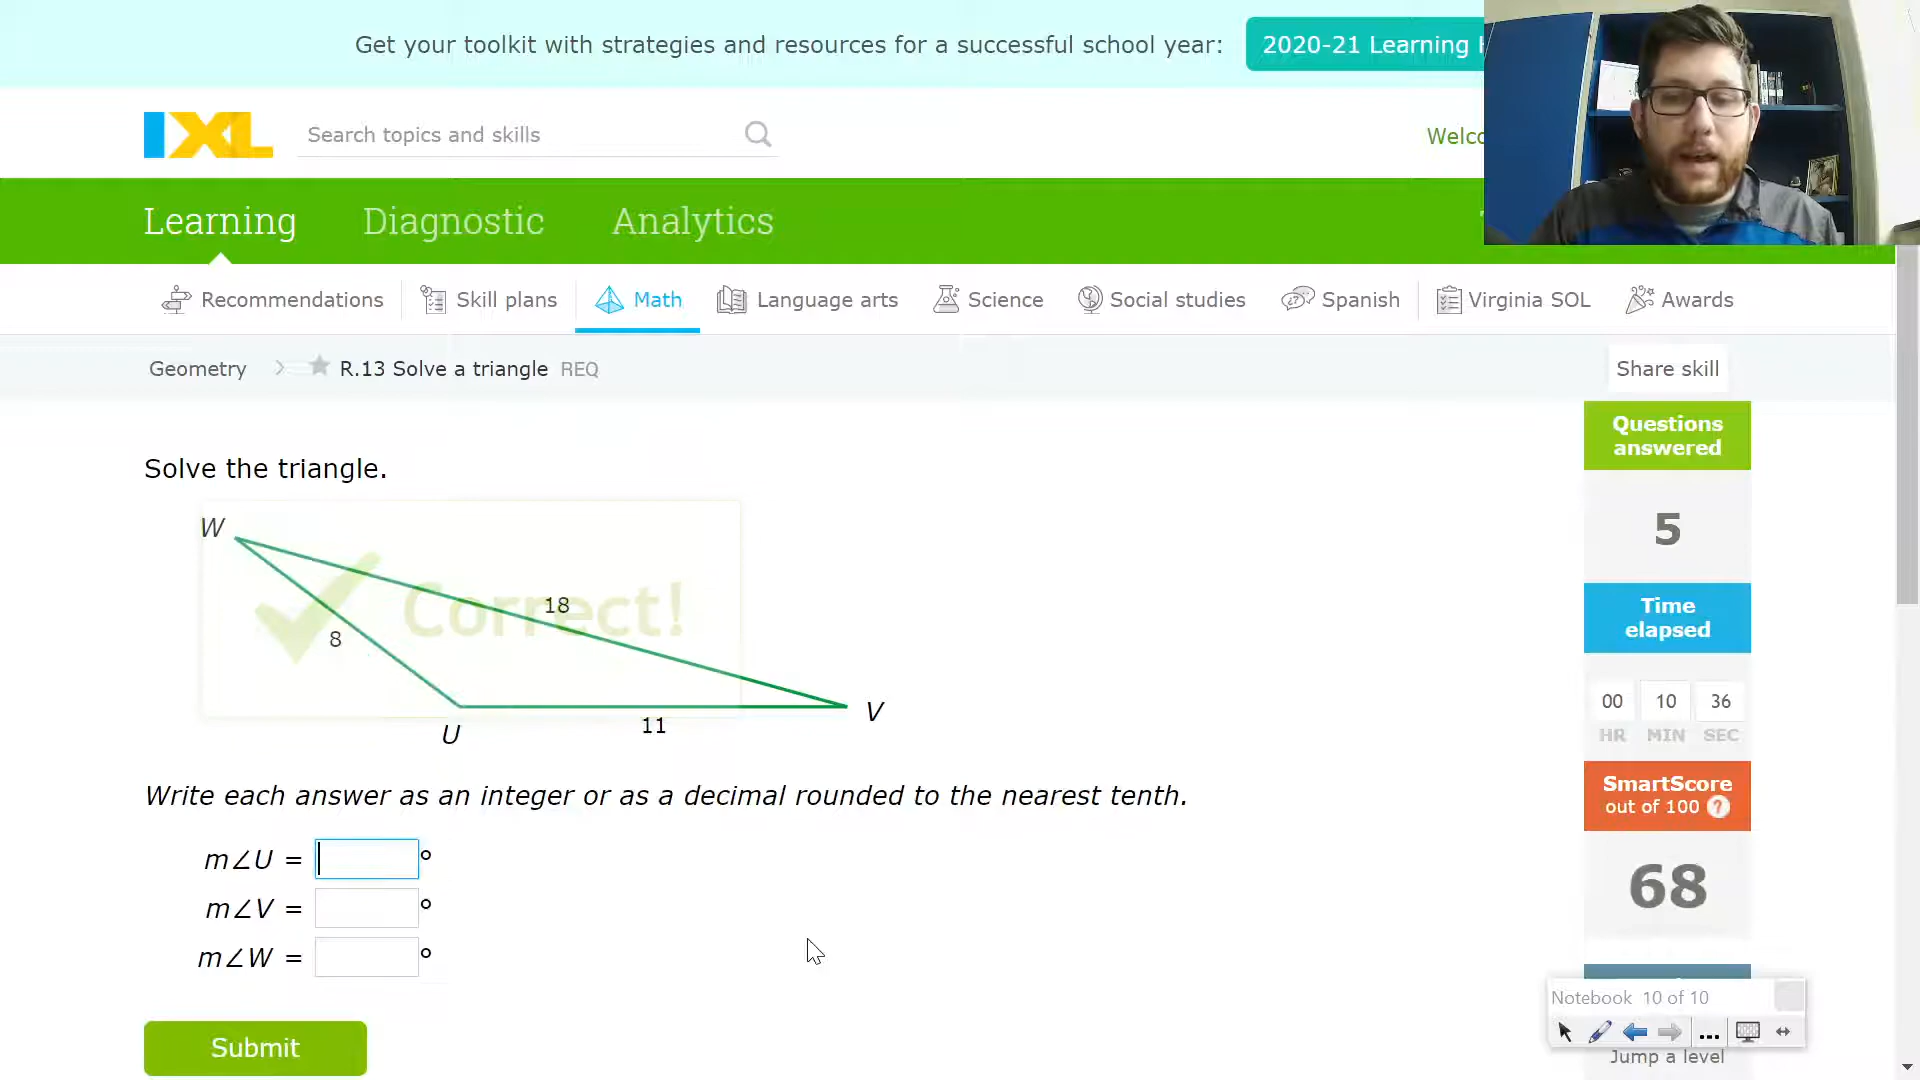 Get your toolkit with strategies and resources for a successful school year:
2020-21 Learning
IXL
Search topics and skills
Learning
Diagnostic
Analytics
Recommendations
Skill plans
Math
Language arts
Science
Social studies
Spanish
Virginia SOL
Awards
Geometry
R.13 Solve a triangle REQ
Share skill
Solve the triangle.
Correct!
W
18
8
U
11
V
Write each answer as an integer or as a decimal rounded to the nearest tenth.
m∠U = °
m∠V = °
m∠W = °
Submit
Questions
answered
5
Time
elapsed
00 10 36
HR MIN SEC
SmartScore
out of 100 ?
68
Notebook 10 of 10
...
Jump a level